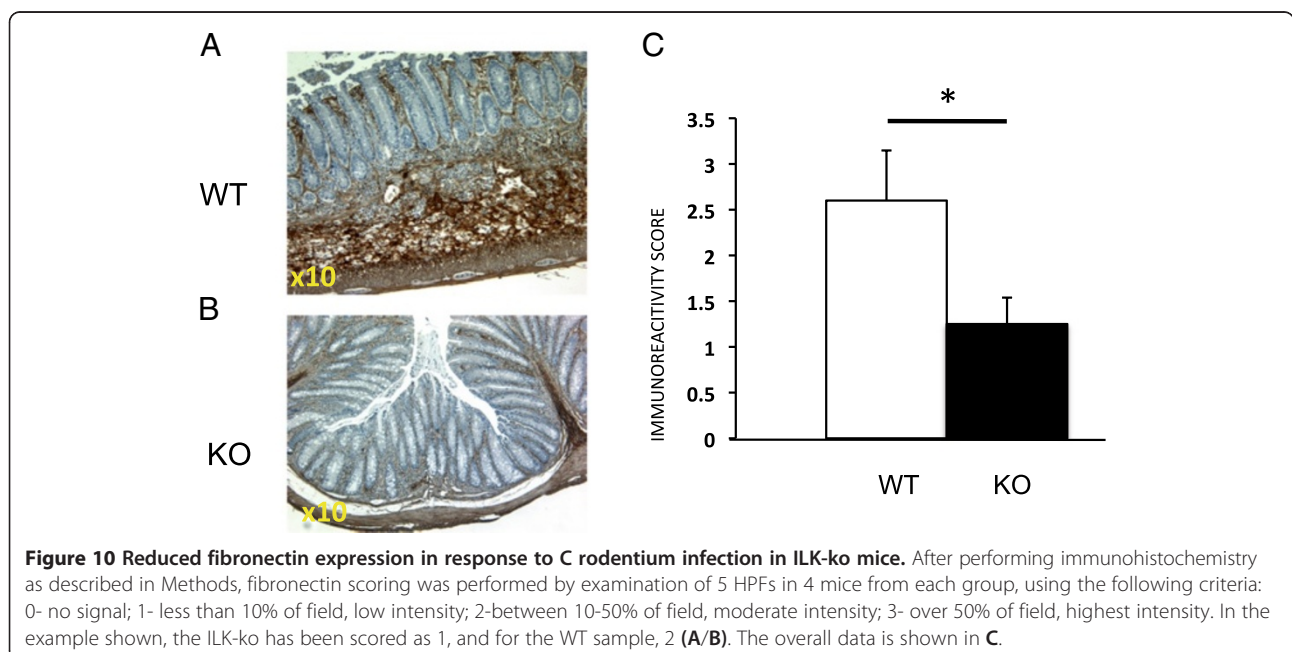 A
C
*
3.5
3
2.5
2
1.5
1
0.5
0
IMMUNOREACITIVITY SCORE
WT
x10
B
KO
x10
WT
KO
Figure 10 Reduced fibronectin expression in response to C rodentium infection in ILK-ko mice. After performing immunohistochemistry
as described in Methods, fibronectin scoring was performed by examination of 5 HPFs in 4 mice from each group, using the following criteria:
0- no signal; 1- less than 10% of field, low intensity; 2-between 10-50% of field, moderate intensity; 3- over 50% of field, highest intensity. In the
example shown, the ILK-ko has been scored as 1, and for the WT sample, 2 (A/B). The overall data is shown in C.